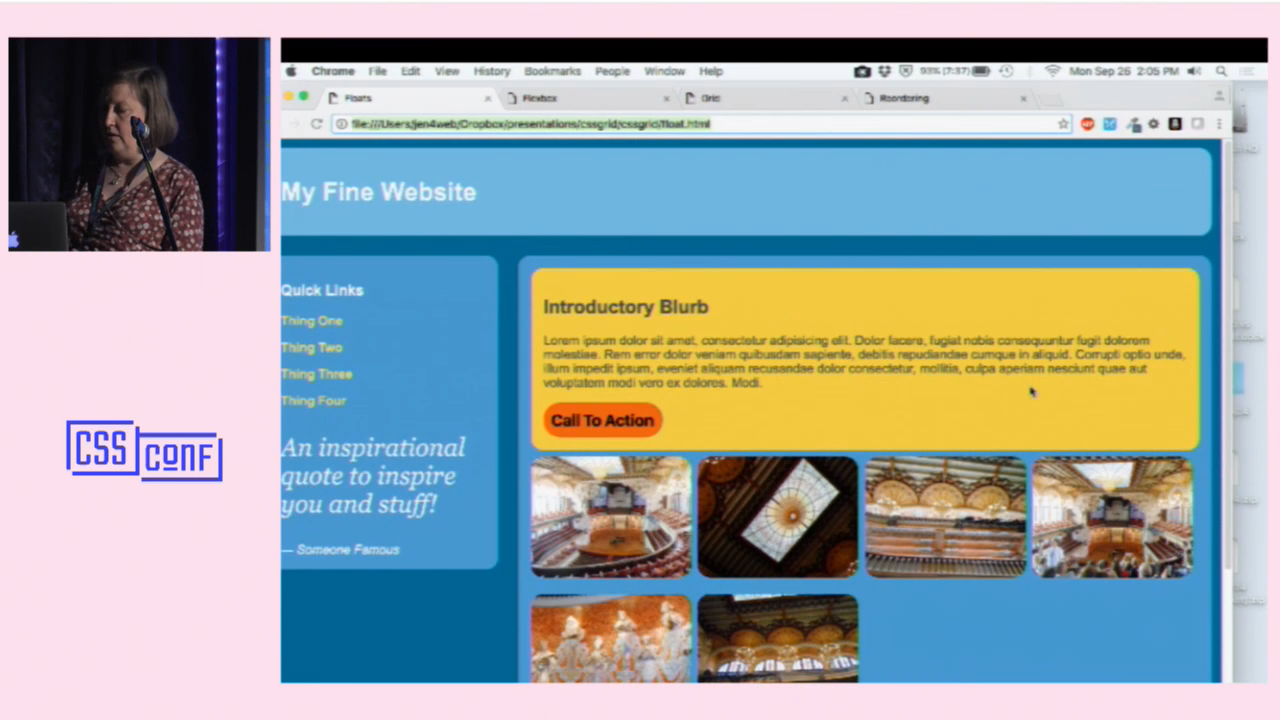 Chrome File Edit View History Bookmarks People Window Help 93% (7:37) Mon Sep 26 2:05 PM
Floats Flexbox Grid Reordering
file:///Users/jen4web/Dropbox/presentations/cssgrid/cssgrid/float.html
My Fine Website
Quick Links
Thing One
Thing Two
Thing Three
Thing Four
An inspirational
quote to inspire
you and stuff!
— Someone Famous
Introductory Blurb
Lorem ipsum dolor sit amet, consectetur adipisicing elit. Dolor facere, fugiat nobis consequuntur fugit dolorem
molestiae. Rem error dolor veniam quibusdam sapiente, debitis repudiandae cumque in aliquid. Corrupti optio unde,
illum impedit ipsum, eveniet aliquam recusandae dolor consectetur, mollitia, culpa aperiam nesciunt quae aut
voluptatem modi vero ex dolores. Modi.
Call To Action
CSS
CONF